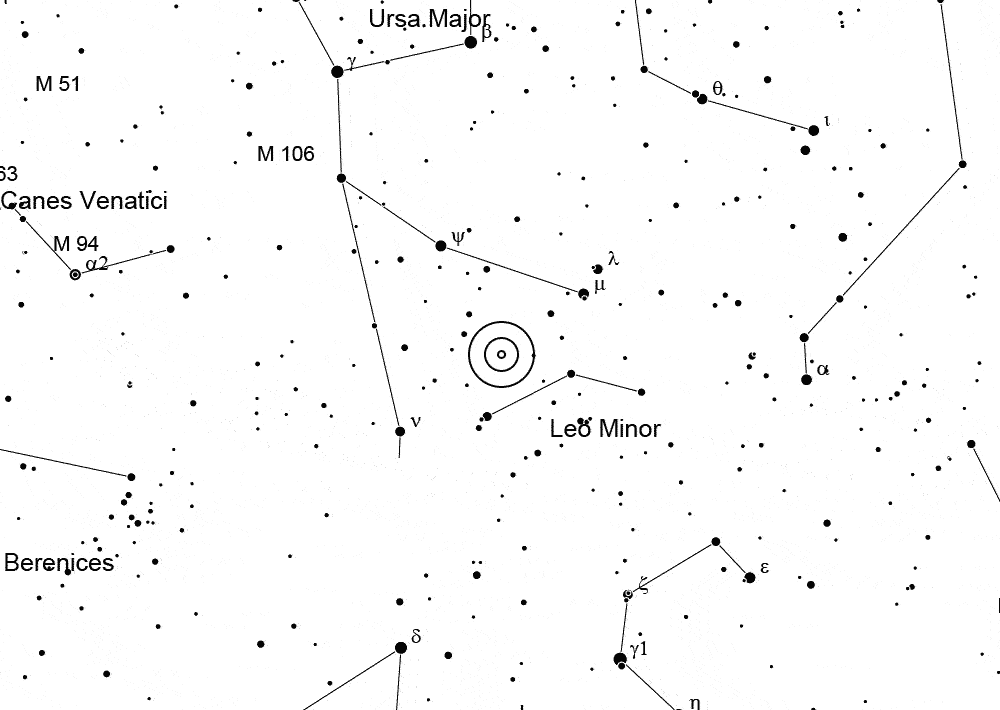 Ursa.Major
β
γ
M 51
θ
ι
M 106
63
Canes Venatici
ψ
M 94
α2
λ
μ
α
ν
Leo Minor
Berenices
ε
ζ
δ
γ1
η